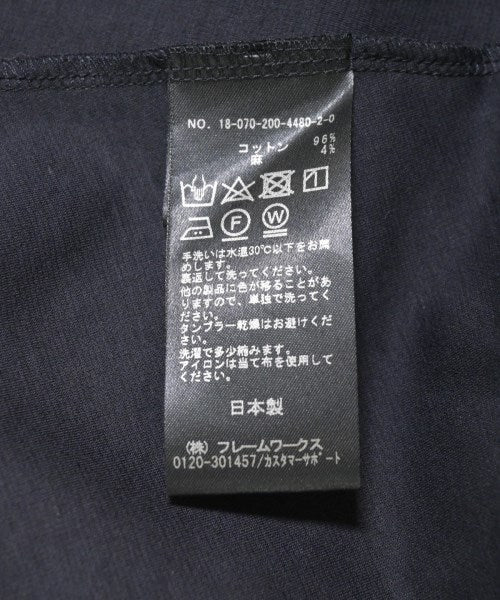 NO. 18-070-200-4480-2-0
コットン 96%
麻 4%
F W
手洗いは水温30℃以下をお薦
めします。
裏返して洗ってください。
他の製品に色が移ることがあ
りますので、単独で洗ってく
ださい。
タンブラー乾燥はお避けくだ
さい。
洗濯で多少縮みます。
アイロンは当て布を使用して
ください。
日本製
(株) フレームワークス
0120-301457/カスタマーサポート